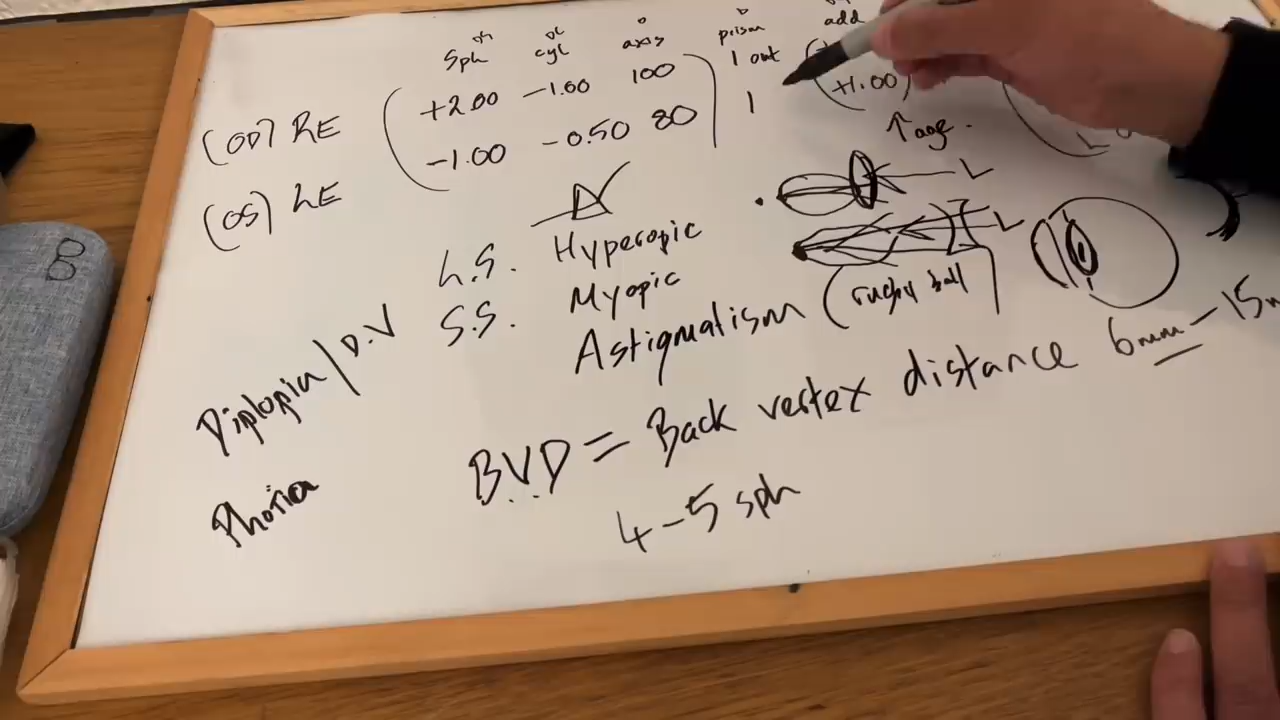 Sph cyl axis prism add
(OD) RE +2.00 -1.00 100 1 out
(OS) LE -1.00 -0.50 80 1 +1.00
↑ age.
L
L
L.S. Hyperopic
S.S. Myopic
Astigmatism (rugby ball)
Diplopia / D.V
Phoria
BVD = Back vertex distance 6mm - 15
4-5 sph